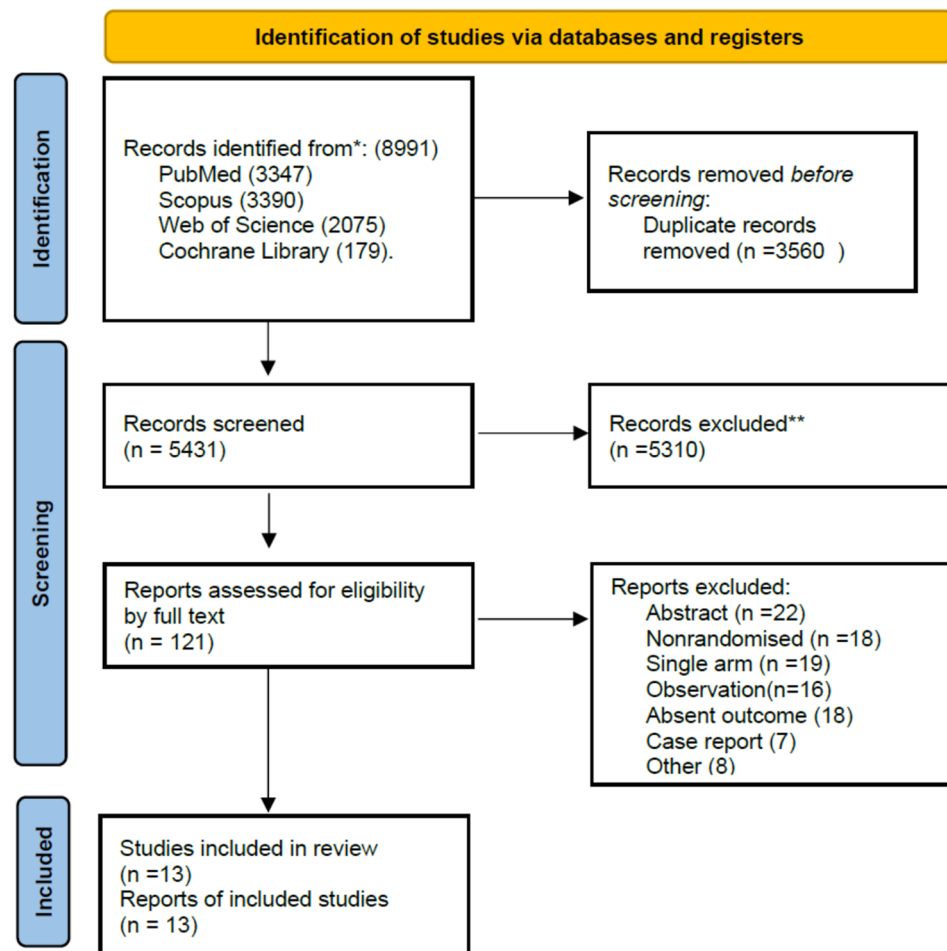 Identification of studies via databases and registers
Identification
Records identified from*: (8991)
PubMed (3347)
Scopus (3390)
Web of Science (2075)
Cochrane Library (179).
Records removed before
screening:
Duplicate records
removed (n =3560  )
Screening
Records screened
(n = 5431)
Records excluded**
(n =5310)
Reports assessed for eligibility
by full text
(n = 121)
Reports excluded:
Abstract (n =22)
Nonrandomised (n =18)
Single arm (n =19)
Observation(n=16)
Absent outcome (18)
Case report (7)
Other (8)
Included
Studies included in review
(n =13)
Reports of included studies
(n = 13)